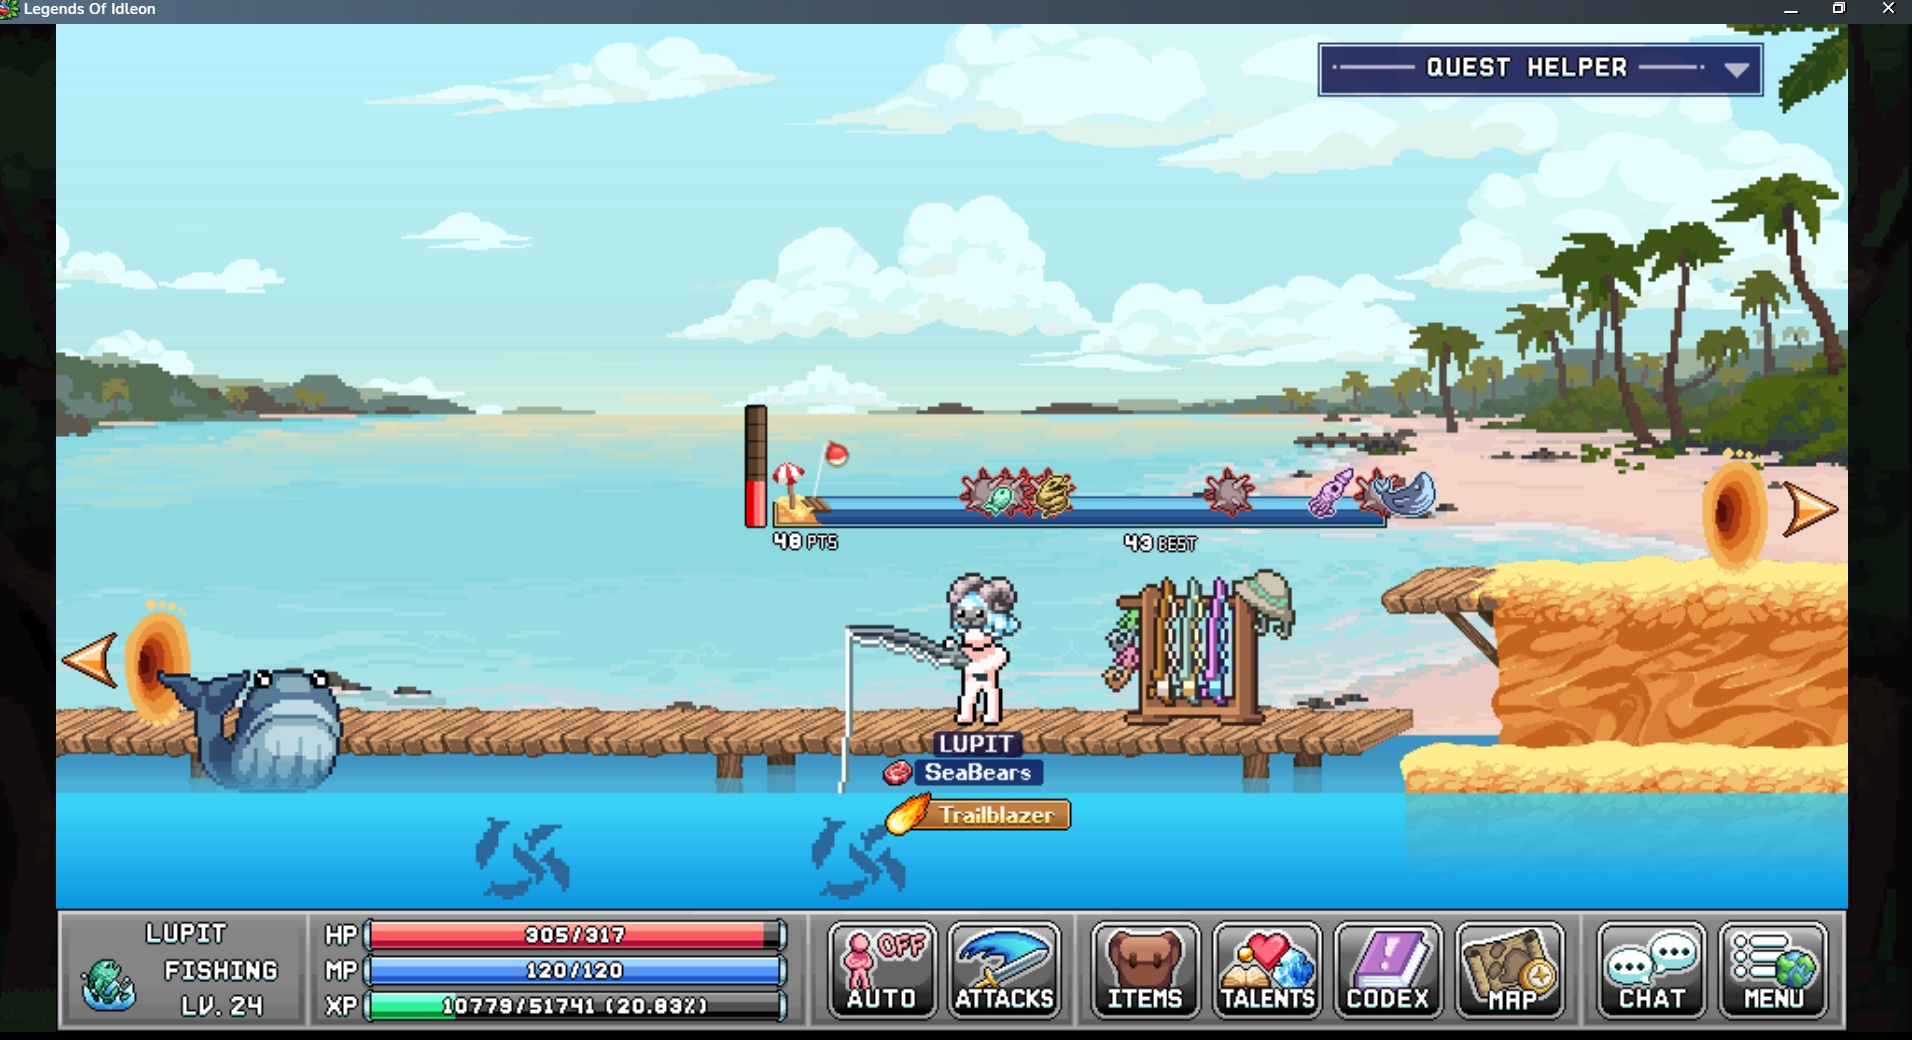 Legends Of Idleon
QUEST HELPER
48 PTS
43 BEST
LUPIT
SeaBears
Trailblazer
LUPIT
FISHING
LV. 24
HP 305/317
MP 120/120
XP 10779/51741 (20.83%)
OFF
AUTO
ATTACKS
ITEMS
TALENTS
CODEX
MAP
CHAT
MENU